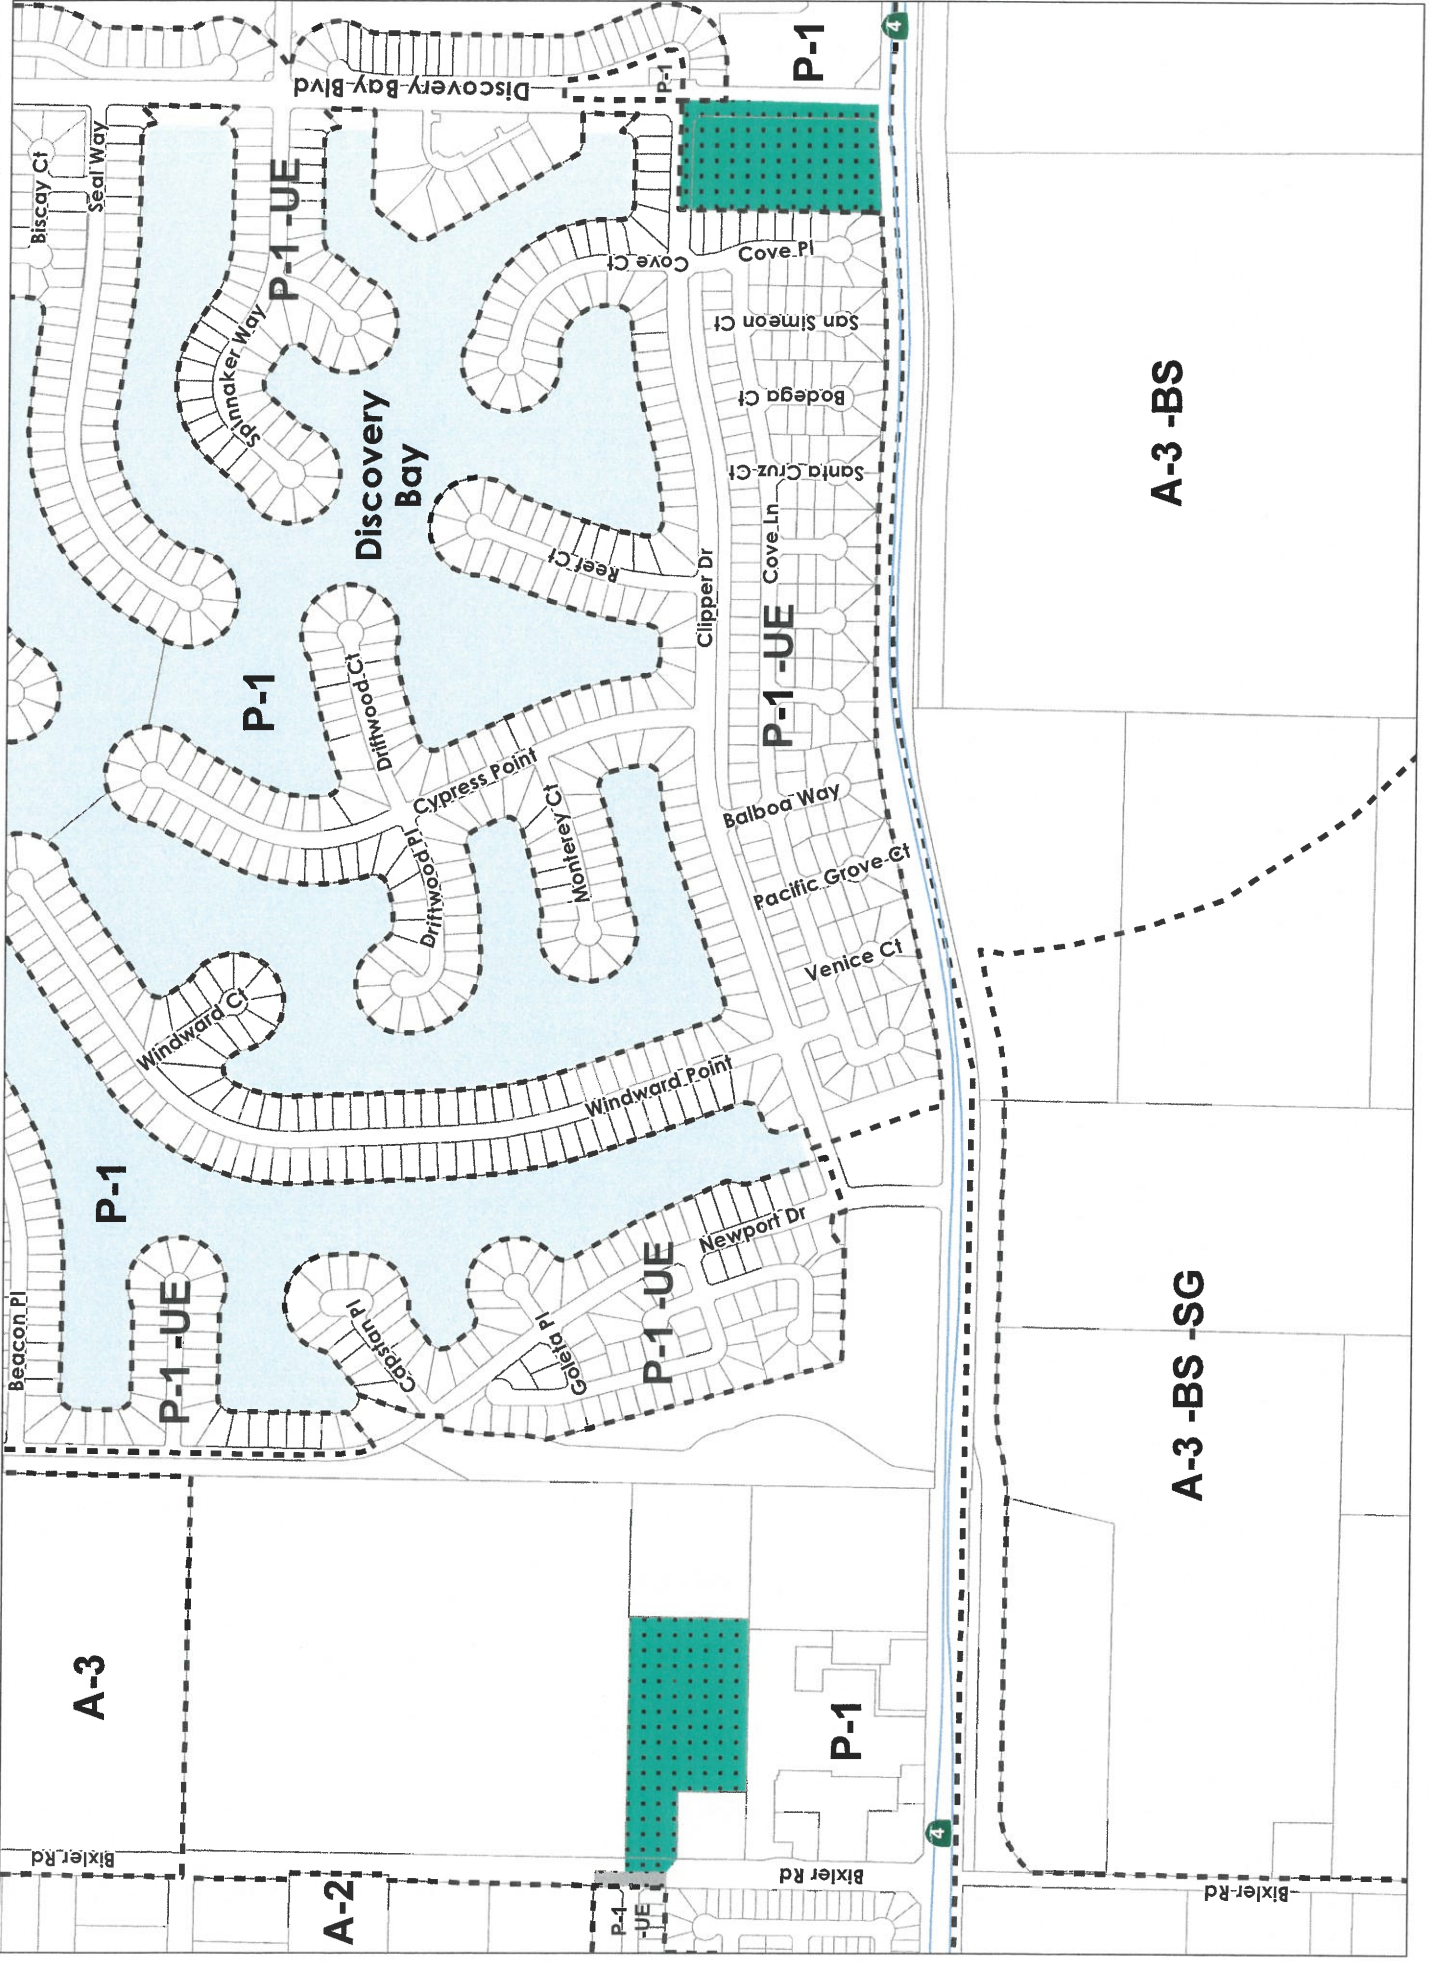 4
P-1
P-1
Discovery Bay Blvd
Biscay Ct
Seal Way
P-1 -UE
Spinnaker Way
Cove Ct
Cove Pl
San Simeon Ct
Bodega Ct
Santa Cruz Ct
Cove Ln
Discovery
Bay
Reef Ct
Clipper Dr
P-1 -UE
P-1
Driftwood Ct
Cypress Point
Driftwood Pl
Monterey Ct
Balboa Way
Pacific Grove Ct
Venice Ct
Windward Ct
Windward Point
P-1
Beacon Pl
P-1 -UE
Capstan Pl
Goleta Pl
Newport Dr
P-1 -UE
A-3 -BS
A-3 -BS -SG
A-3
P-1
4
Bixler Rd
Bixler Rd
Bixler Rd
A-2
P-1
-UE